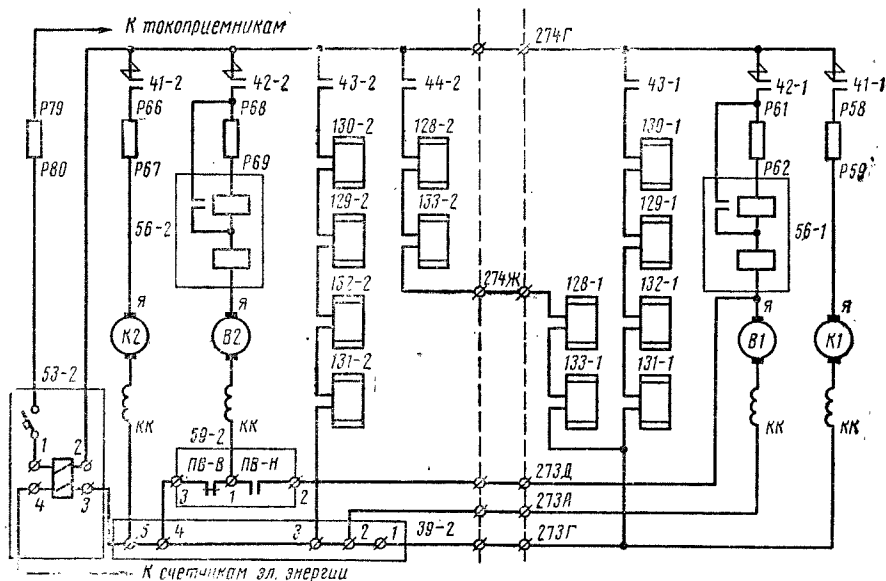 К токоприемникам
274Г
41-2
42-2
43-2
44-2
43-1
42-1
41-1
Р79
Р66
Р68
130-2
128-2
130-1
Р61
Р58
Р80
Р67
Р69
Р62
Р59
129-2
133-2
129-1
56-2
56-1
132-2
274Ж
128-1
132-1
Я
Я
Я
Я
К2
В2
В1
К1
131-2
133-1
131-1
53-2
КК
КК
КК
КК
59-2
ПВ-В
ПВ-Н
1
2
3
1
2
273Д
4
3
273А
5
4
3
2
1
39-2
273Г
К счетчикам эл. энергии